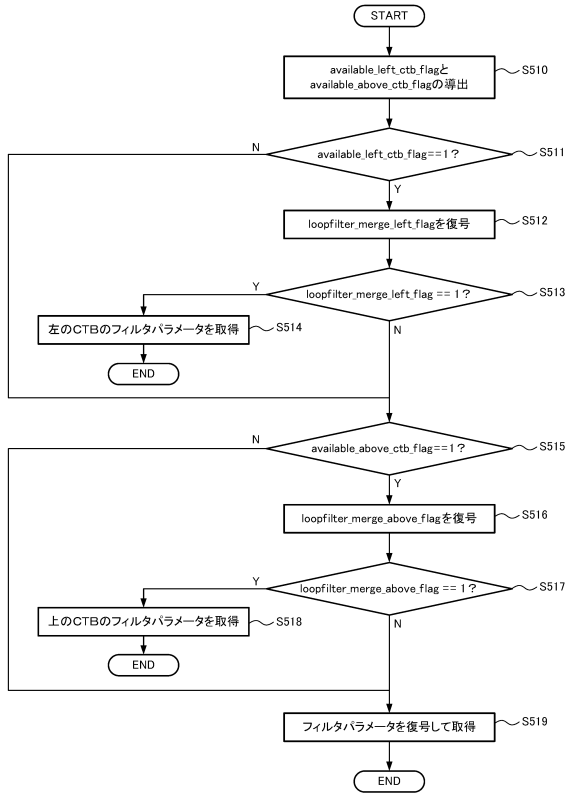 START
available_left_ctb_flagと
available_above_ctb_flagの導出
S510
N
available_left_ctb_flag==1？
S511
Y
loopfilter_merge_left_flagを復号
S512
Y
loopfilter_merge_left_flag == 1？
S513
左のCTBのフィルタパラメータを取得
S514
N
END
N
available_above_ctb_flag==1？
S515
Y
loopfilter_merge_above_flagを復号
S516
Y
loopfilter_merge_above_flag == 1？
S517
上のCTBのフィルタパラメータを取得
S518
N
END
フィルタパラメータを復号して取得
S519
END